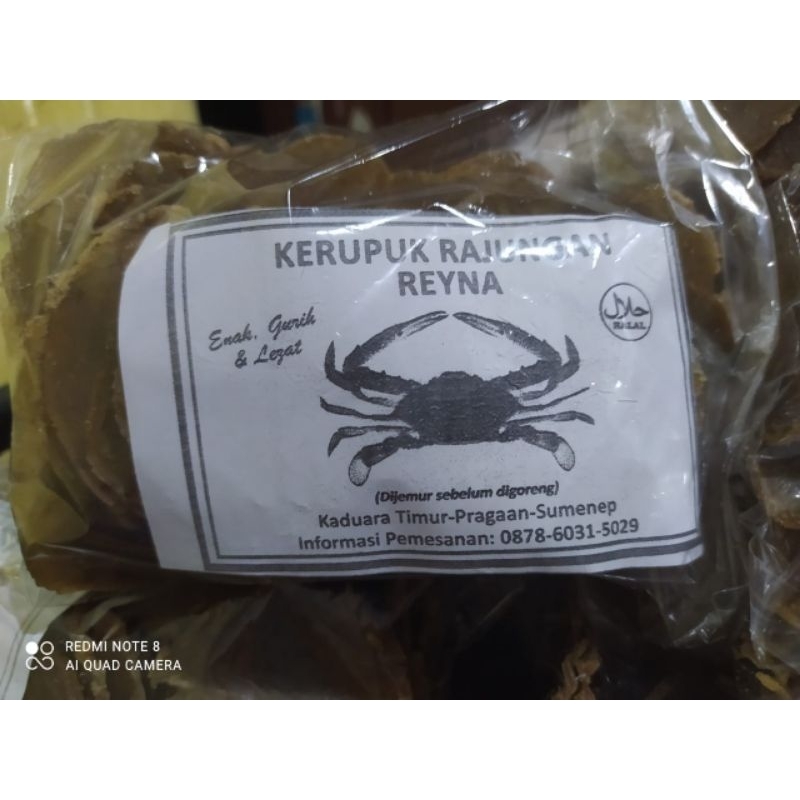 KERUPUK RAJUNGAN
REYNA
Enak, Gurih
& Lezat
حلال
HALAL
(Dijemur sebelum digoreng)
Kaduara Timur-Pragaan-Sumenep
Informasi Pemesanan: 0878-6031-5029
REDMI NOTE 8
AI QUAD CAMERA